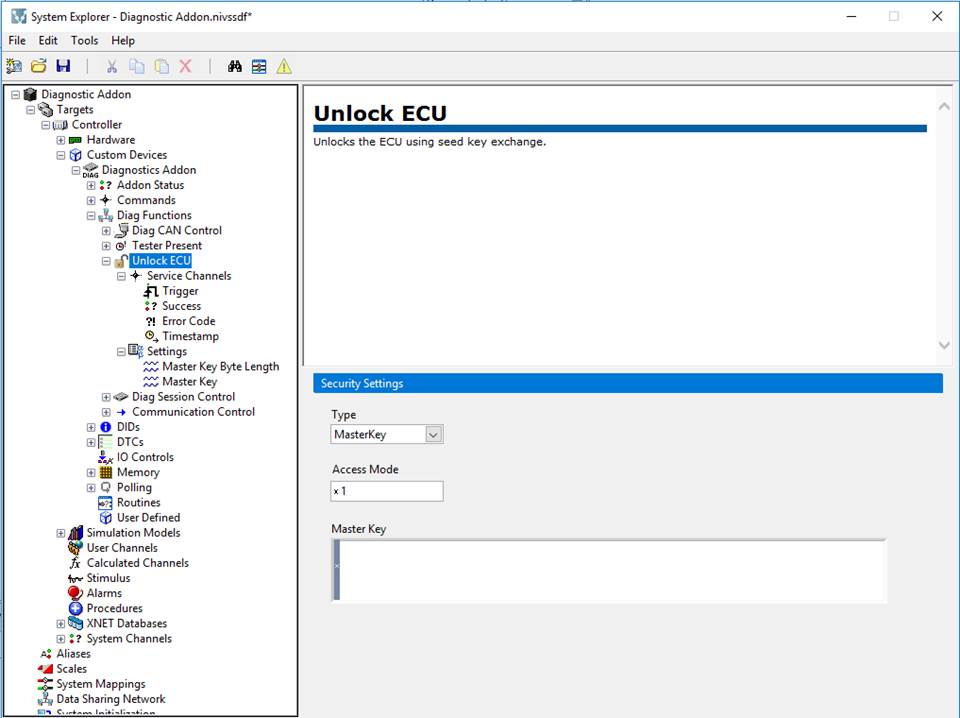 System Explorer - Diagnostic Addon.nivssdf*
File Edit Tools Help
Diagnostic Addon
Targets
Controller
Hardware
Custom Devices
Diagnostics Addon
Addon Status
Commands
Diag Functions
Diag CAN Control
Tester Present
Unlock ECU
Service Channels
Trigger
Success
Error Code
Timestamp
Settings
Master Key Byte Length
Master Key
Diag Session Control
Communication Control
DIDs
DTCs
IO Controls
Memory
Polling
Routines
User Defined
Simulation Models
User Channels
Calculated Channels
Stimulus
Alarms
Procedures
XNET Databases
System Channels
Aliases
Scales
System Mappings
Data Sharing Network
System Initialization
Unlock ECU
Unlocks the ECU using seed key exchange.
Security Settings
Type
MasterKey
Access Mode
x 1
Master Key
x